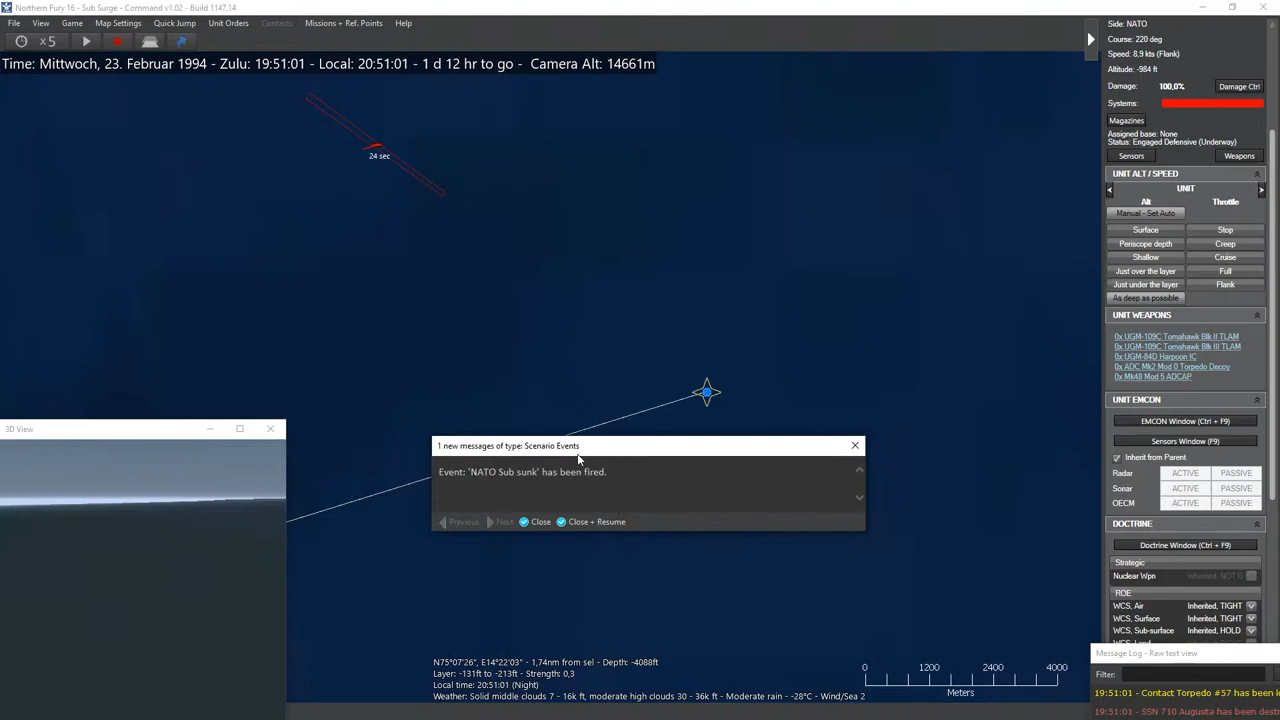 Northern Fury 16 - Sub Surge - Command v1.02 - Build 1147.14
File View Game Map Settings Quick Jump Unit Orders Contacts Missions + Ref. Points Help
x5
Time: Mittwoch, 23. Februar 1994 - Zulu: 19:51:01 - Local: 20:51:01 - 1 d 12 hr to go - Camera Alt: 14661m
24 sec
3D View
1 new messages of type: Scenario Events
Event: 'NATO Sub sunk' has been fired.
Previous Next Close Close + Resume
N75°07'26", E14°22'03" - 1,74nm from sel - Depth: -4088ft
Layer: -131ft to -213ft - Strength: 0,3
Local time: 20:51:01 (Night)
Weather: Solid middle clouds 7 - 16k ft, moderate high clouds 30 - 36k ft - Moderate rain - -28°C - Wind/Sea 2
0 1200 2400 4000
Meters
Side: NATO
Course: 220 deg
Speed: 8,9 kts (Flank)
Altitude: -984 ft
Damage: 100,0% Damage Ctrl
Systems:
Magazines
Assigned base: None
Status: Engaged Defensive (Underway)
Sensors Weapons
UNIT ALT / SPEED
UNIT
Alt Throttle
Manual - Set Auto
Surface Stop
Periscope depth Creep
Shallow Cruise
Just over the layer Full
Just under the layer Flank
As deep as possible
UNIT WEAPONS
0x UGM-109C Tomahawk Blk II TLAM
0x UGM-109C Tomahawk Blk III TLAM
0x UGM-84D Harpoon IC
0x ADC Mk2 Mod 0 Torpedo Decoy
0x Mk48 Mod 5 ADCAP
UNIT EMCON
EMCON Window (Ctrl + F9)
Sensors Window (F9)
Inherit from Parent
Radar ACTIVE PASSIVE
Sonar ACTIVE PASSIVE
OECM ACTIVE PASSIVE
DOCTRINE
Doctrine Window (Ctrl + F9)
Strategic
Nuclear Wpn Inherited, NOT G
ROE
WCS, Air Inherited, TIGHT
WCS, Surface Inherited, TIGHT
WCS, Sub-surface Inherited, HOLD
Message Log - Raw text view
Filter:
19:51:01 - Contact Torpedo #57 has been
19:51:01 - SSN 710 Augusta has been